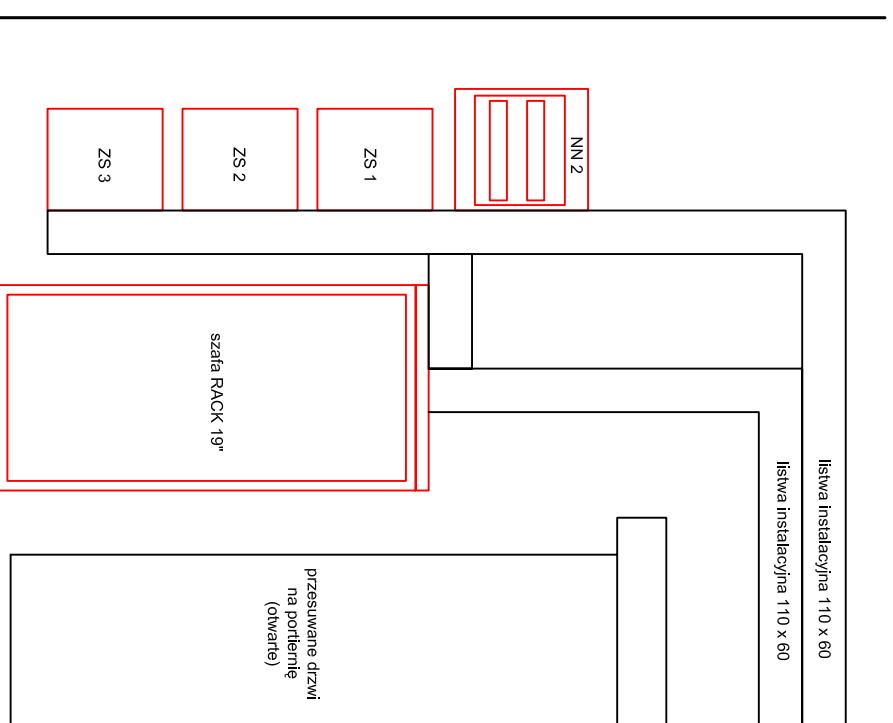 NN 2
ZS 1
ZS 2
ZS 3
szafa RACK 19"
listwa instalacyjna 110 x 60
listwa instalacyjna 110 x 60
przesuwane drzwi
na portiernię
(otwarte)